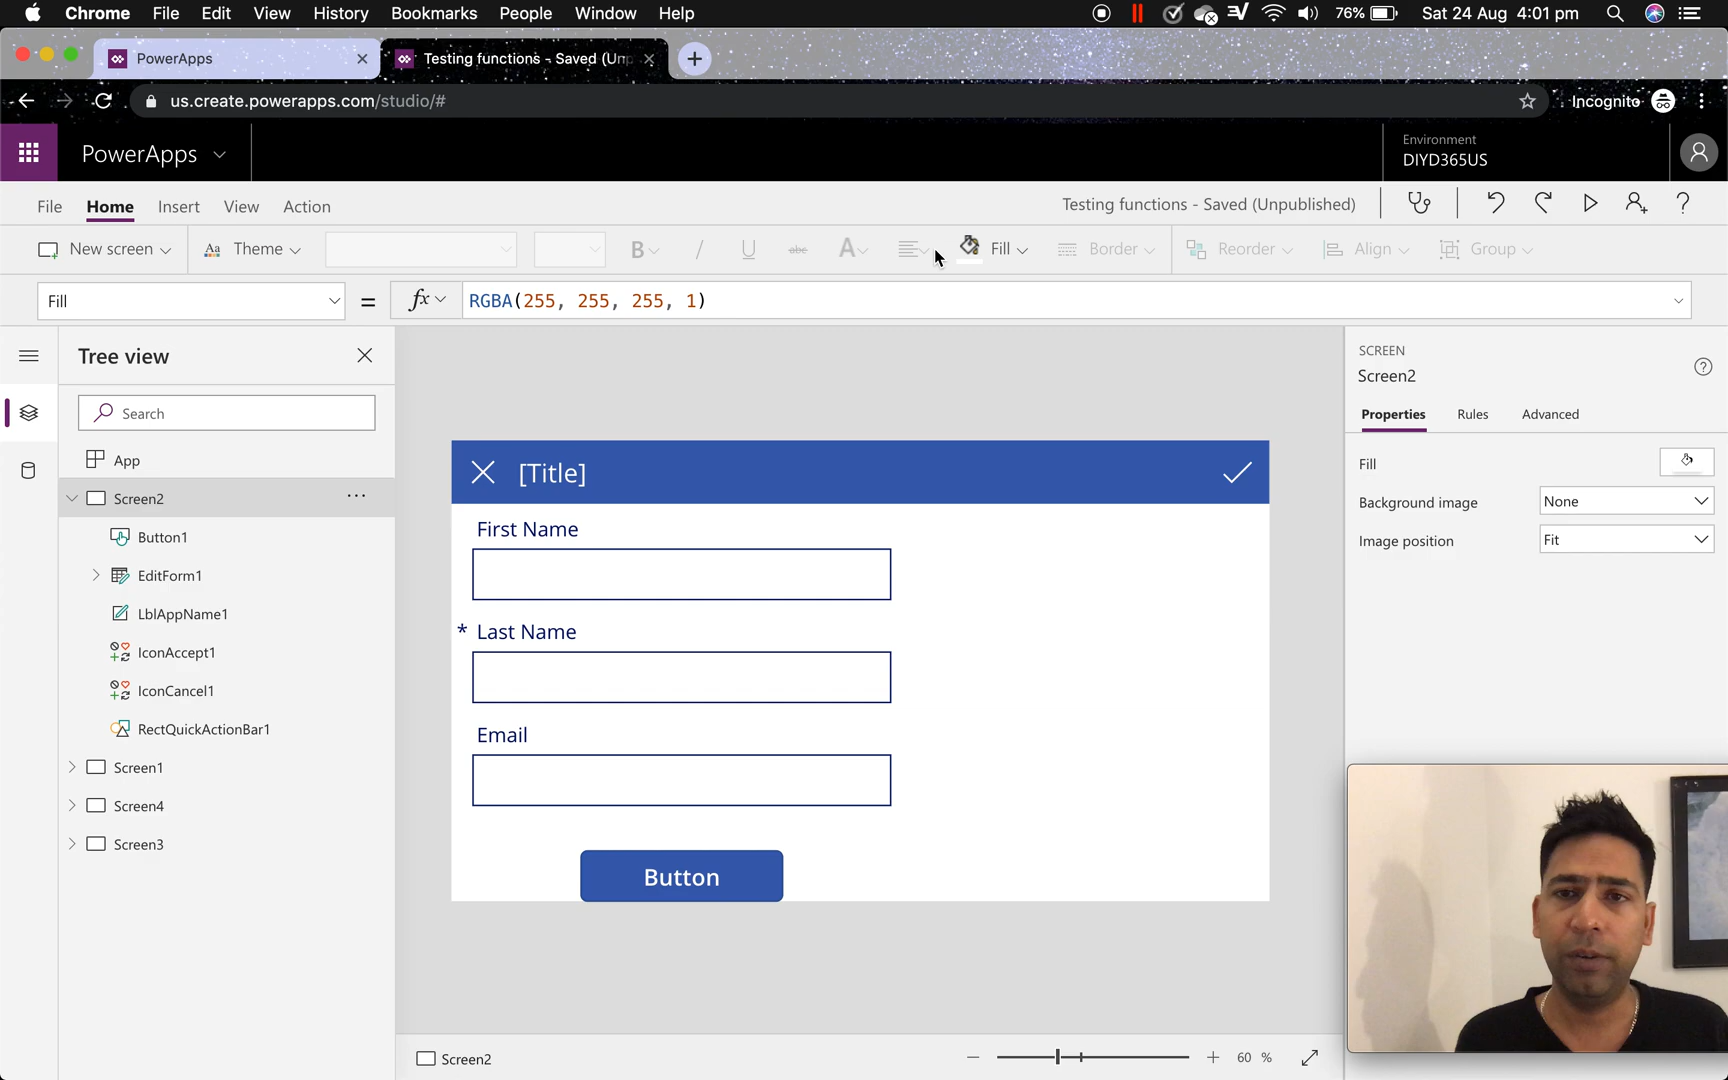 Chrome File Edit View History Bookmarks People Window Help
76% Sat 24 Aug 4:01 pm
PowerApps
Testing functions - Saved (Unp
us.create.powerapps.com/studio/#
Incognito
PowerApps
Environment
DIYD365US
File Home Insert View Action
Testing functions - Saved (Unpublished)
New screen Theme B / U abc A Fill Border Reorder Align Group
Fill = fx RGBA(255, 255, 255, 1)
Tree view
Search
App
Screen2
Button1
EditForm1
LblAppName1
IconAccept1
IconCancel1
RectQuickActionBar1
Screen1
Screen4
Screen3
[Title]
First Name
* Last Name
Email
Button
SCREEN
Screen2
Properties Rules Advanced
Fill
Background image None
Image position Fit
Screen2
60 %